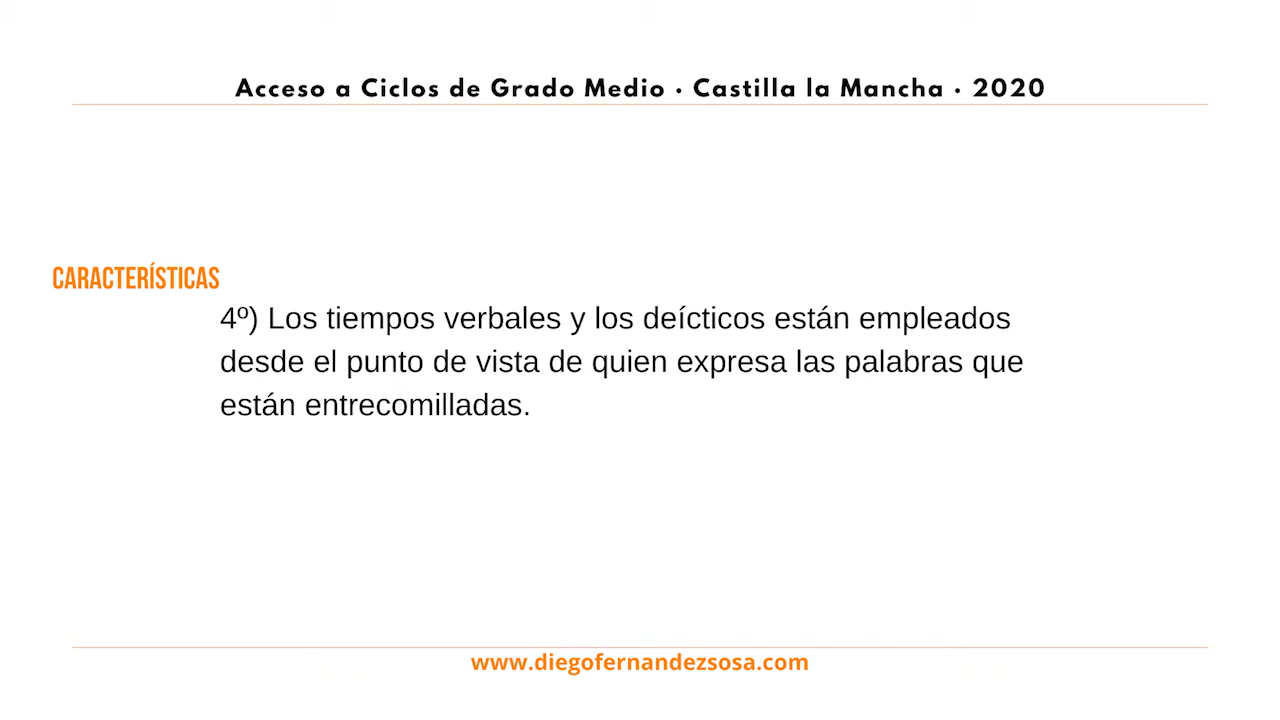 Acceso a Ciclos de Grado Medio · Castilla la Mancha · 2020
CARACTERÍSTICAS
4º) Los tiempos verbales y los deícticos están empleados
desde el punto de vista de quien expresa las palabras que
están entrecomilladas.
www.diegofernandezsosa.com